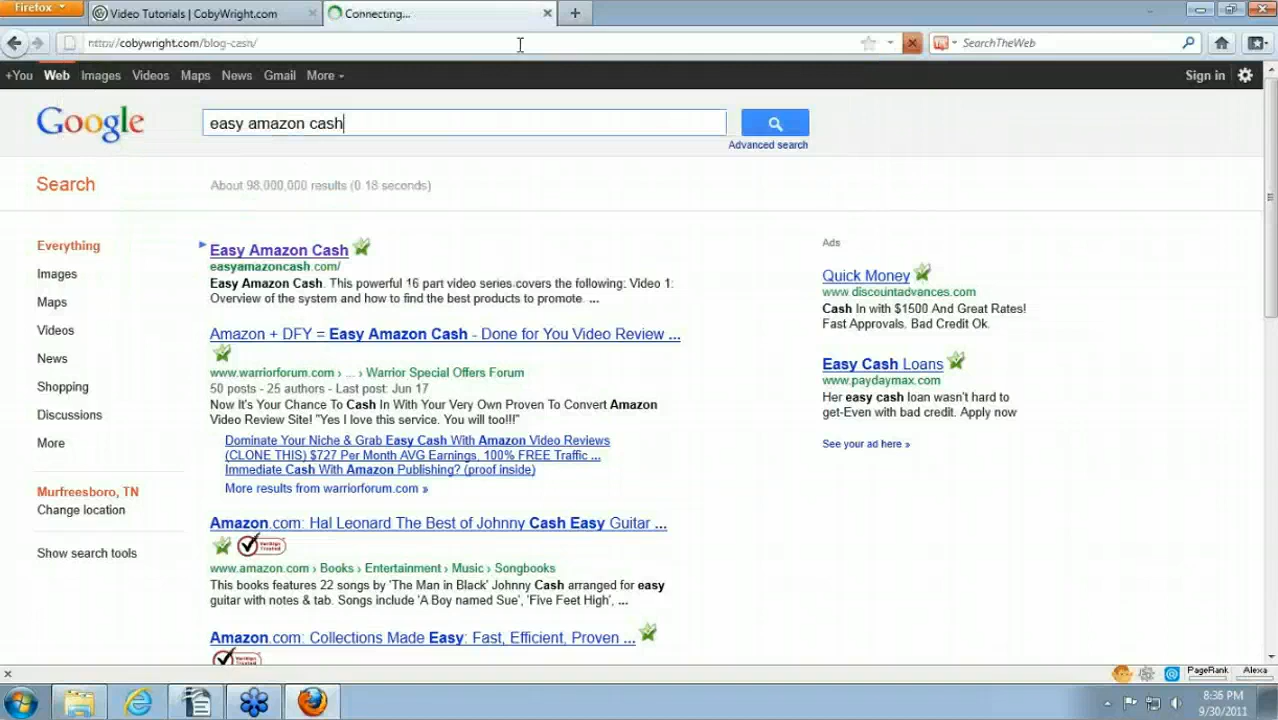 Firefox
Video Tutorials | CobyWright.com
Connecting...
http://cobywright.com/blog-cash/
SearchTheWeb
+You Web Images Videos Maps News Gmail More
Sign in
Google
easy amazon cash
Advanced search
Search
About 98,000,000 results (0.18 seconds)
Everything
Images
Maps
Videos
News
Shopping
Discussions
More
Murfreesboro, TN
Change location
Show search tools
Easy Amazon Cash
easyamazoncash.com/
Easy Amazon Cash. This powerful 16 part video series covers the following: Video 1:
Overview of the system and how to find the best products to promote. ...
Amazon + DFY = Easy Amazon Cash - Done for You Video Review ...
www.warriorforum.com › ... › Warrior Special Offers Forum
50 posts - 25 authors - Last post: Jun 17
Now It's Your Chance To Cash In With Your Very Own Proven To Convert Amazon
Video Review Site! "Yes I love this service. You will too!!!"
Dominate Your Niche & Grab Easy Cash With Amazon Video Reviews
(CLONE THIS) $727 Per Month AVG Earnings, 100% FREE Traffic ...
Immediate Cash With Amazon Publishing? (proof inside)
More results from warriorforum.com »
Amazon.com: Hal Leonard The Best of Johnny Cash Easy Guitar ...
www.amazon.com › Books › Entertainment › Music › Songbooks
This books features 22 songs by 'The Man in Black' Johnny Cash arranged for easy
guitar with notes & tab. Songs include 'A Boy named Sue', 'Five Feet High', ...
Amazon.com: Collections Made Easy: Fast, Efficient, Proven ...
Ads
Quick Money
www.discountadvances.com
Cash In with $1500 And Great Rates!
Fast Approvals. Bad Credit Ok.
Easy Cash Loans
www.paydaymax.com
Her easy cash loan wasn't hard to
get-Even with bad credit. Apply now
See your ad here »
PageRank
Alexa
8:35 PM
9/30/2011